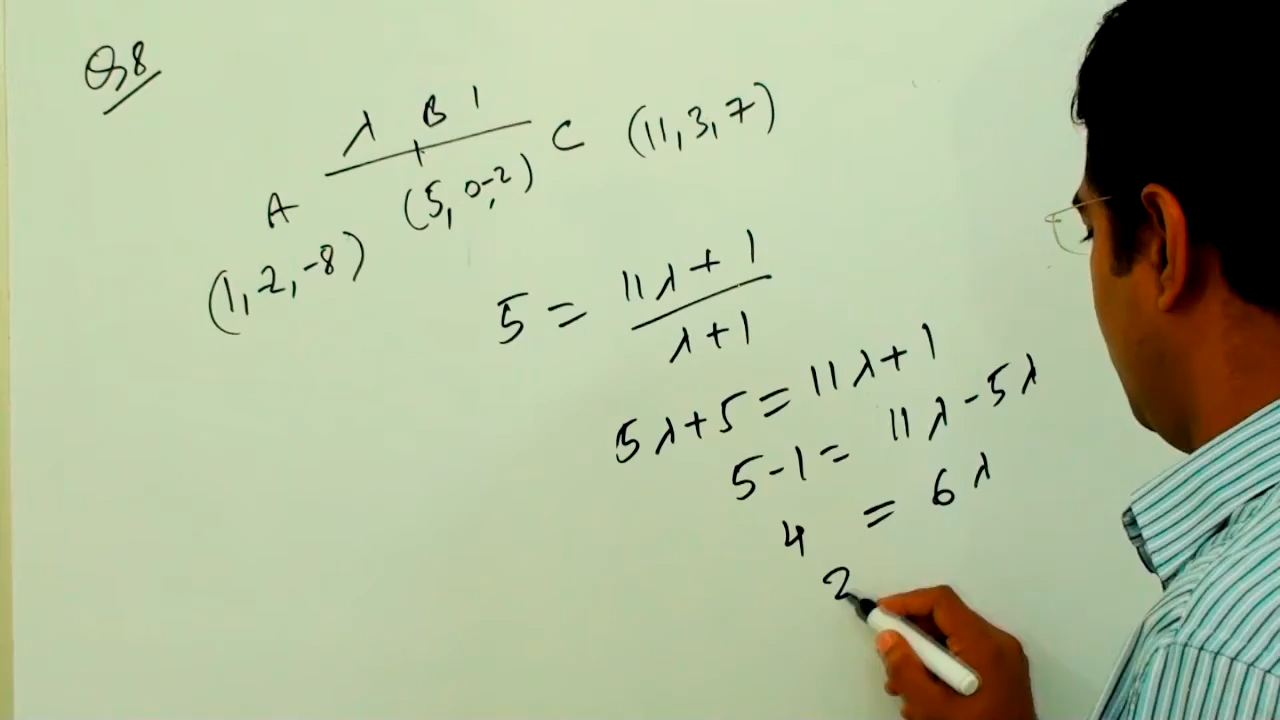 Q8
λ B 1
A (5, 0, -2) C (11, 3, 7)
(1, -2, -8)
5 = 11λ + 1 / λ + 1
5λ + 5 = 11λ + 1
5 - 1 = 11λ - 5λ
4 = 6λ
2